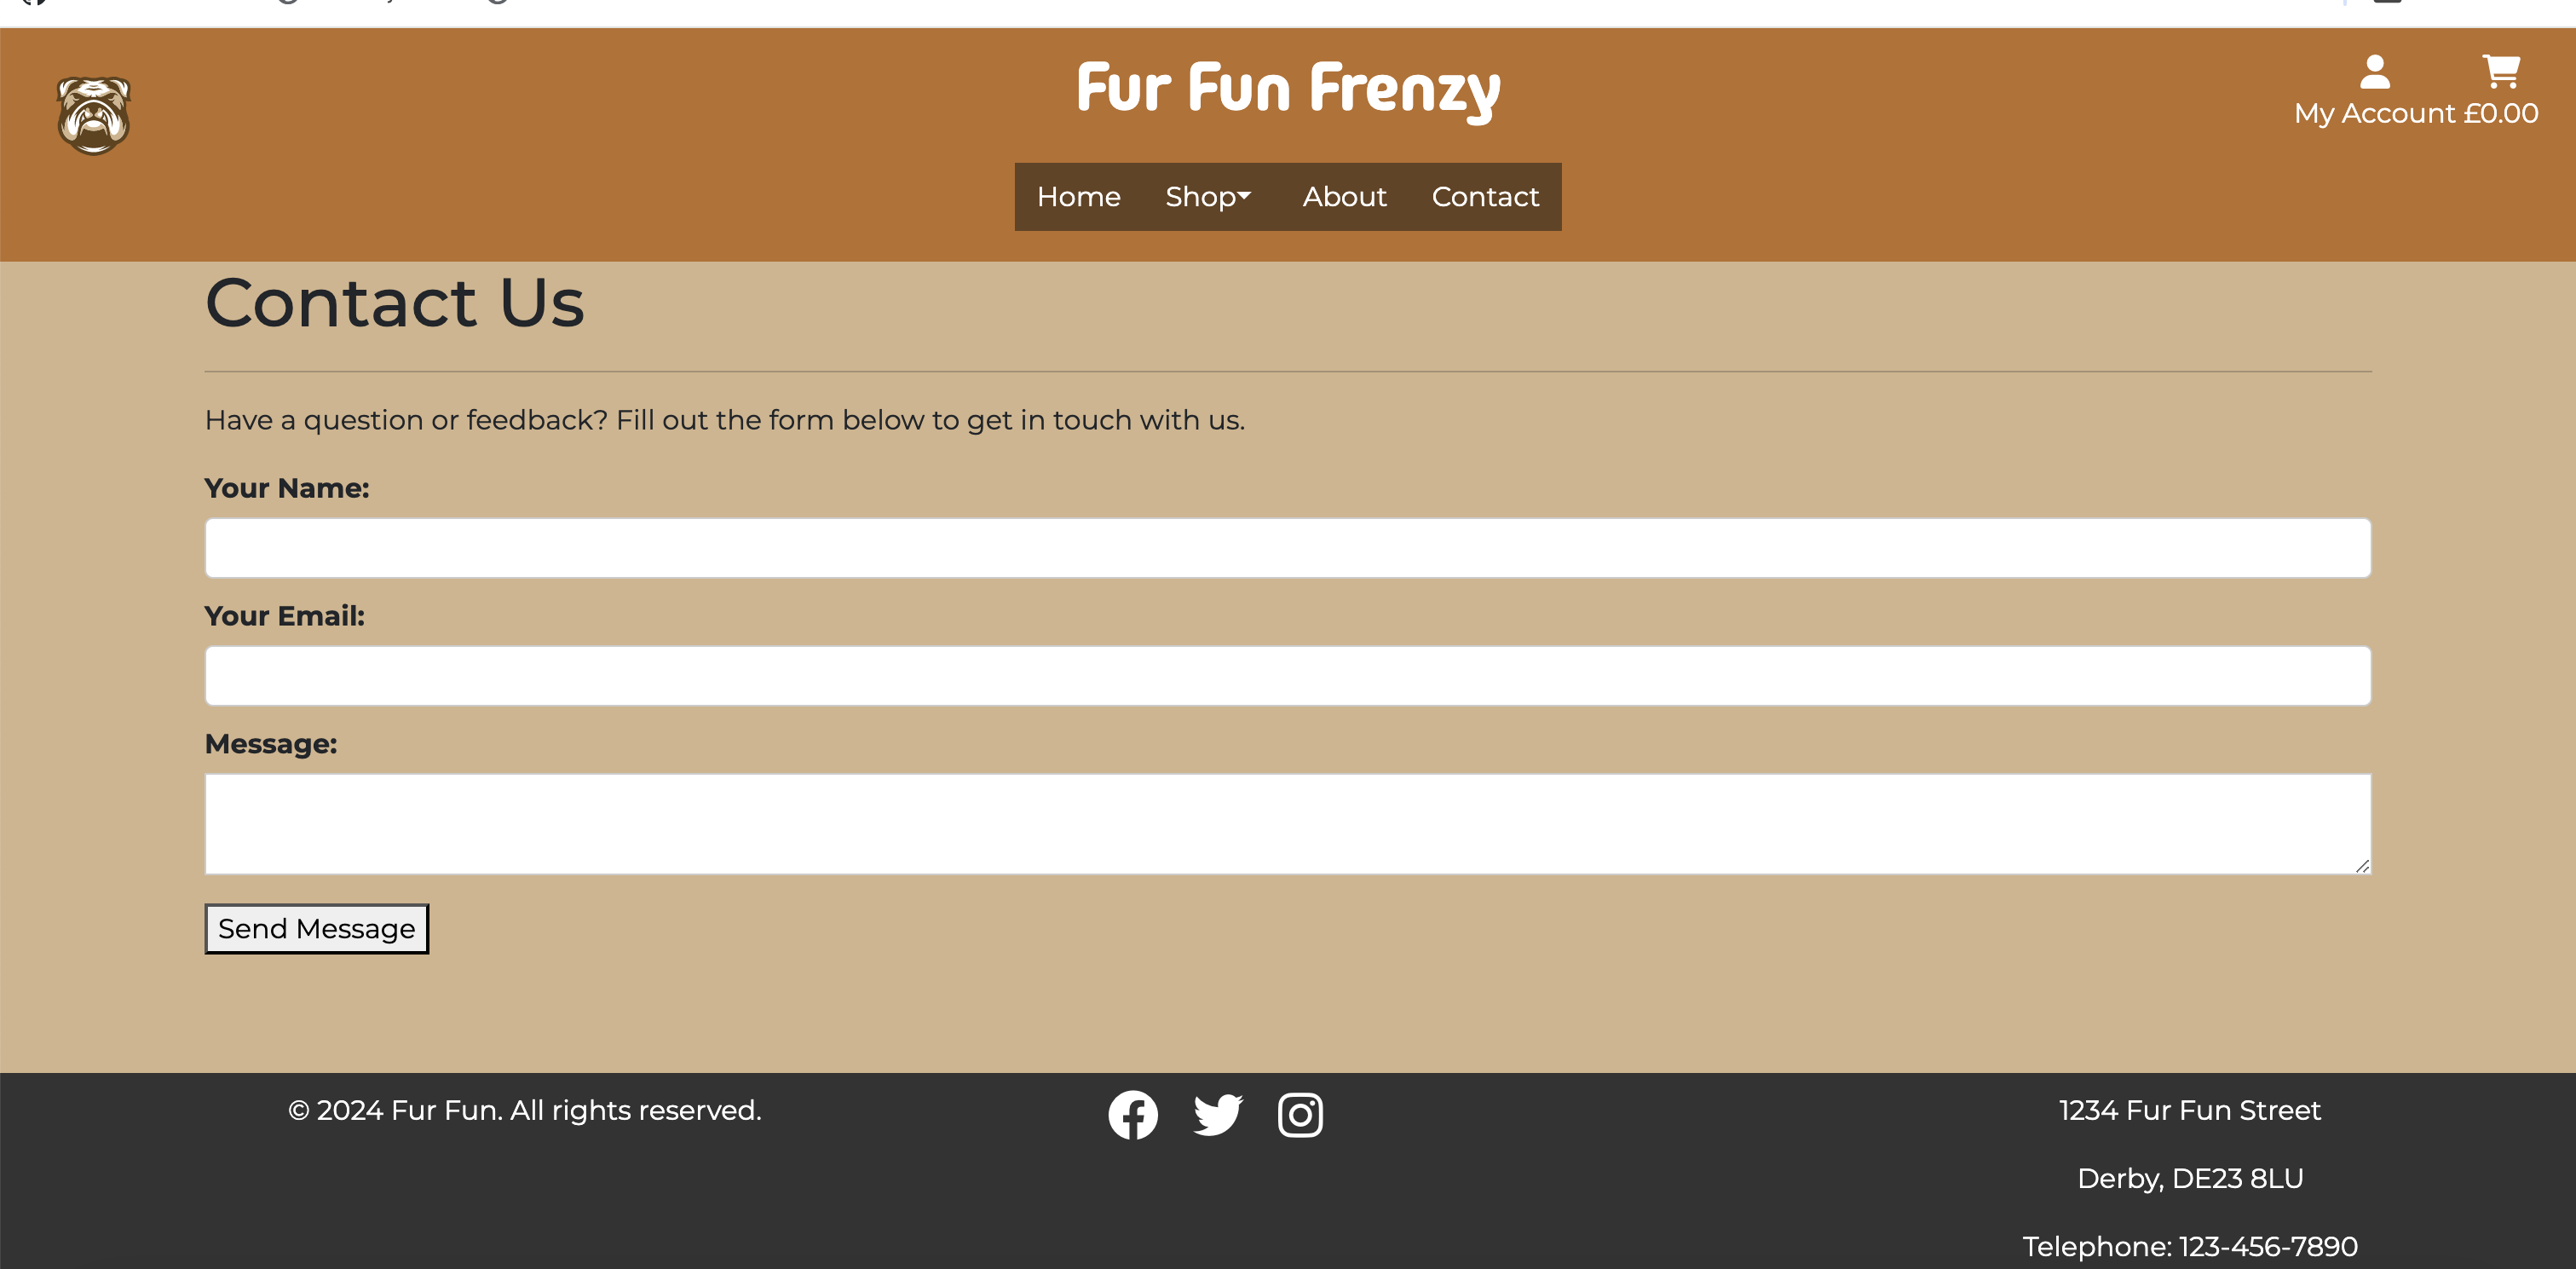 Fur Fun Frenzy
My Account £0.00
Home Shop About Contact
Contact Us
Have a question or feedback? Fill out the form below to get in touch with us.
Your Name:
Your Email:
Message:
Send Message
© 2024 Fur Fun. All rights reserved.
1234 Fur Fun Street
Derby, DE23 8LU
Telephone: 123-456-7890